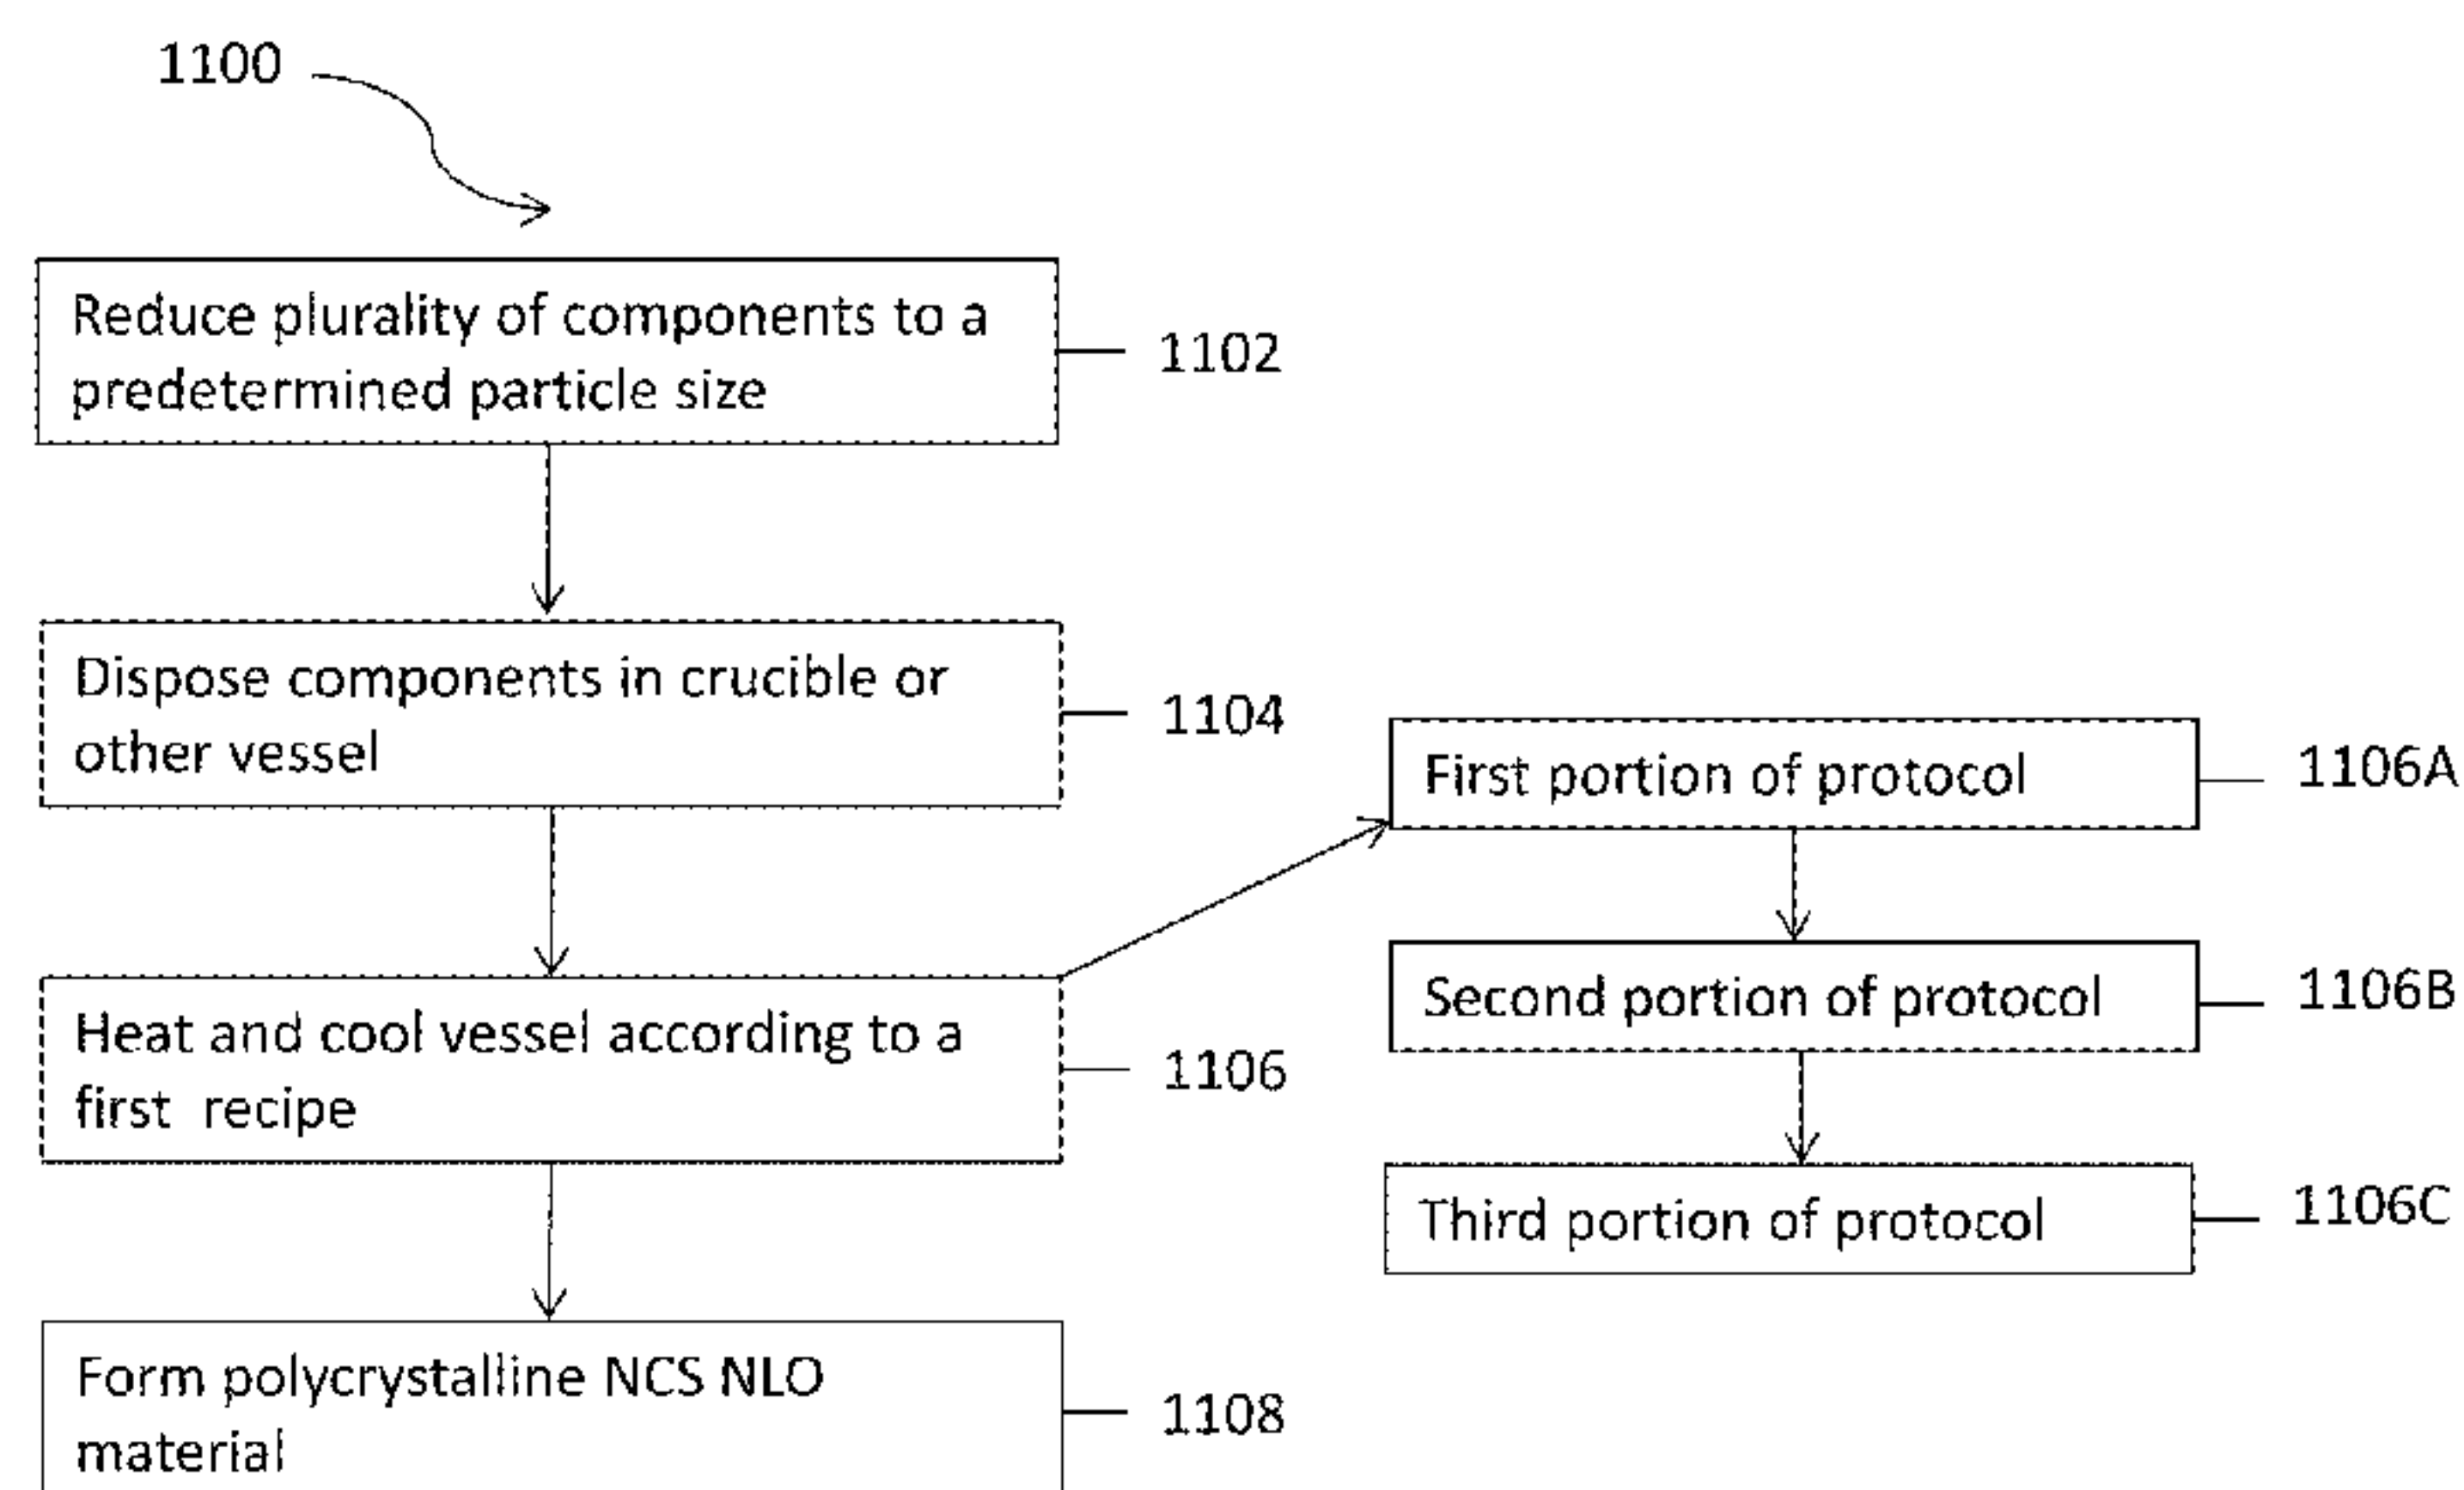 1100
Reduce plurality of components to a
predetermined particle size
1102
Dispose components in crucible or
other vessel
1104
Heat and cool vessel according to a
first recipe
1106
First portion of protocol
1106A
Second portion of protocol
1106B
Third portion of protocol
1106C
Form polycrystalline NCS NLO
material
1108